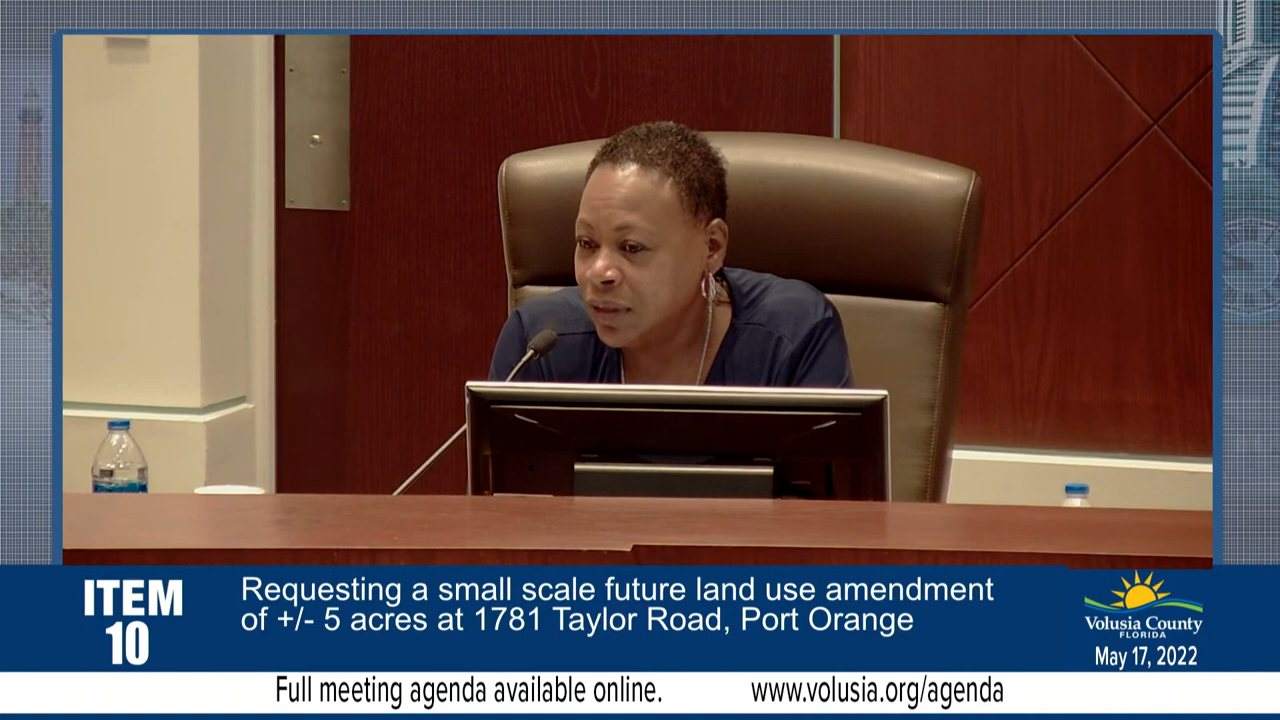 ITEM
10
Requesting a small scale future land use amendment
of +/- 5 acres at 1781 Taylor Road, Port Orange
Volusia County
FLORIDA
May 17, 2022
Full meeting agenda available online. www.volusia.org/agenda